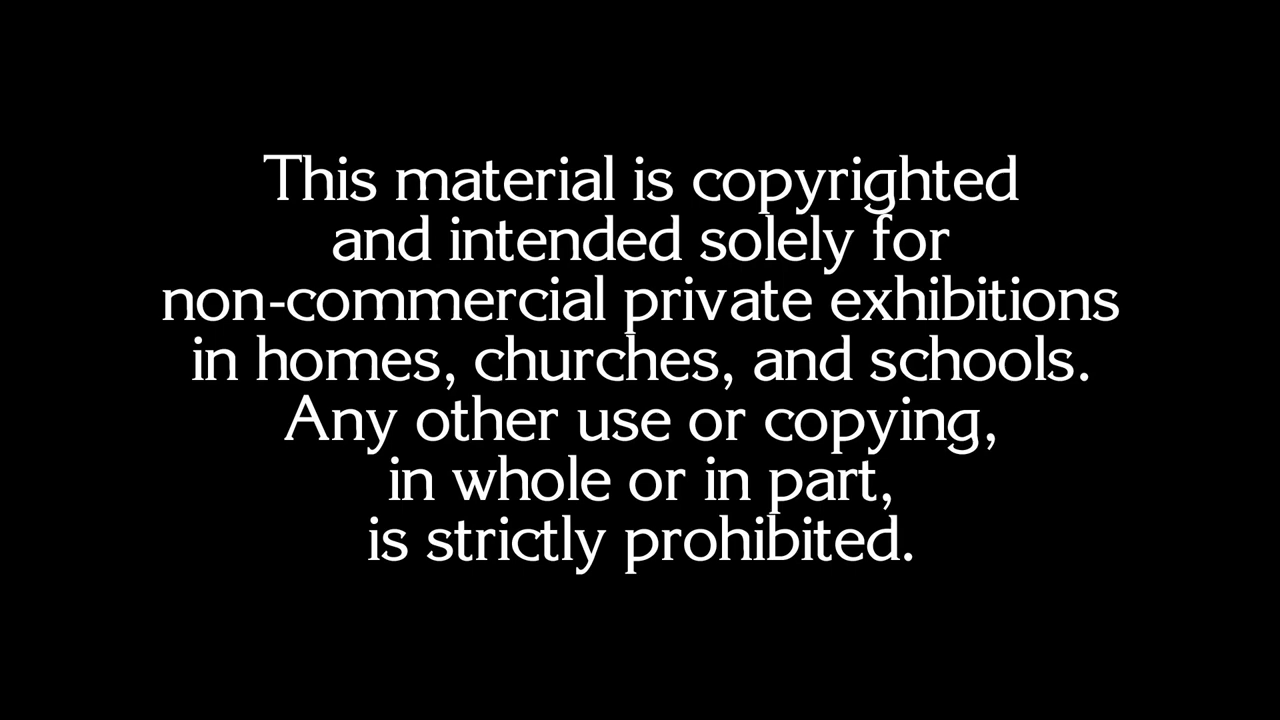 This material is copyrighted
and intended solely for
non-commercial private exhibitions
in homes, churches, and schools.
Any other use or copying,
in whole or in part,
is strictly prohibited.